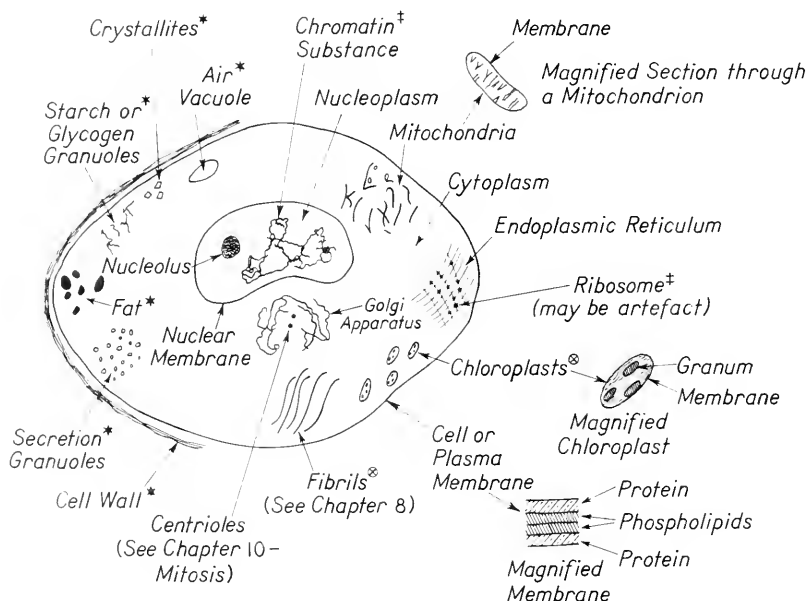 Crystallites*
Air*
Vacuole
Starch or*
Glycogen
Granuoles
Chromatin‡
Substance
Nucleoplasm
Membrane
Magnified Section through
a Mitochondrion
Mitochondria
Cytoplasm
Endoplasmic Reticulum
Ribosome‡
(may be artefact)
Nucleolus
Fat*
Nuclear
Membrane
Golgi
Apparatus
Chloroplasts⊗
Granum
Membrane
Magnified
Chloroplast
Secretion*
Granuoles
Cell Wall*
Centrioles
(See Chapter 10-
Mitosis)
Fibrils⊗
(See Chapter 8)
Cell or
Plasma
Membrane
Protein
Phospholipids
Protein
Magnified
Membrane